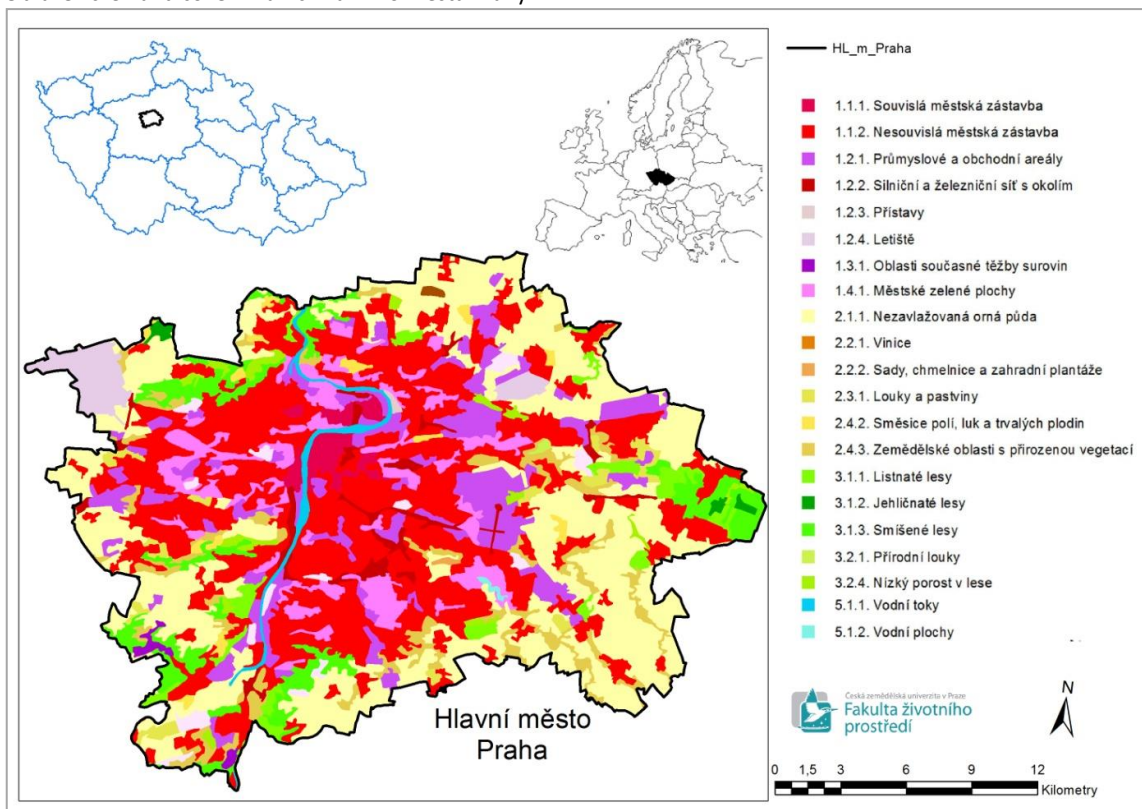 HL_m_Praha
1.1.1. Souvislá městská zástavba
1.1.2. Nesouvislá městská zástavba
1.2.1. Průmyslové a obchodní areály
1.2.2. Silniční a železniční síť s okolím
1.2.3. Přístavy
1.2.4. Letiště
1.3.1. Oblasti současné těžby surovin
1.4.1. Městské zelené plochy
2.1.1. Nezavlažovaná orná půda
2.2.1. Vinice
2.2.2. Sady, chmelnice a zahradní plantáže
2.3.1. Louky a pastviny
2.4.2. Směsice polí, luk a trvalých plodin
2.4.3. Zemědělské oblasti s přirozenou vegetací
3.1.1. Listnaté lesy
3.1.2. Jehličnaté lesy
3.1.3. Smíšené lesy
3.2.1. Přírodní louky
3.2.4. Nízký porost v lese
5.1.1. Vodní toky
5.1.2. Vodní plochy
Hlavní město
Praha
Česká zemědělská univerzita v Praze
Fakulta životního
prostředí
N
0 1,5 3 6 9 12
Kilometry